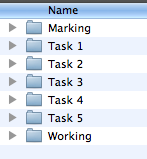 Name
Marking
Task 1
Task 2
Task 3
Task 4
Task 5
Working